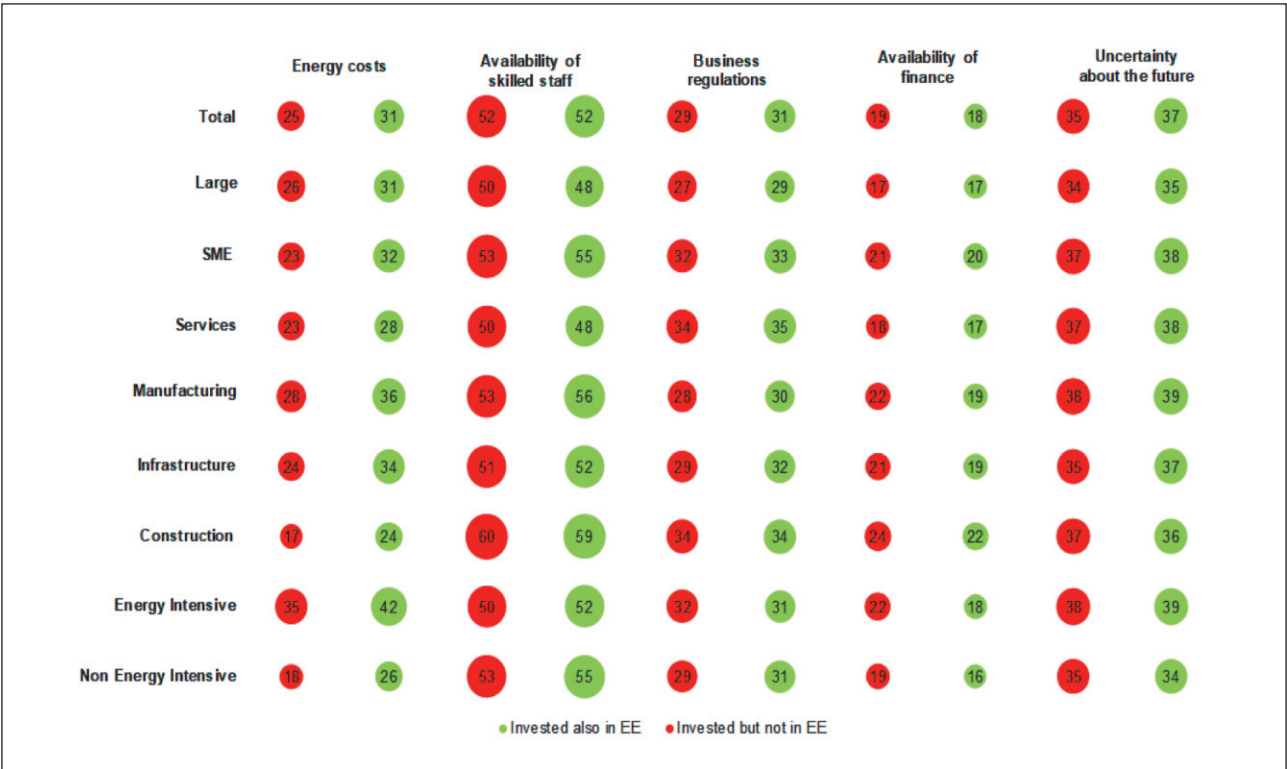 Energy costs
Availability of
skilled staff
Business
regulations
Availability of
finance
Uncertainty
about the future
Total 25 31 52 52 29 31 19 18 35 37
Large 26 31 50 48 27 29 17 17 34 35
SME 23 32 53 55 32 33 21 20 37 38
Services 23 28 50 48 34 35 18 17 37 38
Manufacturing 28 36 53 56 28 30 22 19 38 39
Infrastructure 24 34 51 52 29 32 21 19 35 37
Construction 17 24 60 59 34 34 24 22 37 36
Energy Intensive 35 42 50 52 32 31 22 18 38 39
Non Energy Intensive 18 26 53 55 29 31 19 16 35 34
Invested also in EE Invested but not in EE